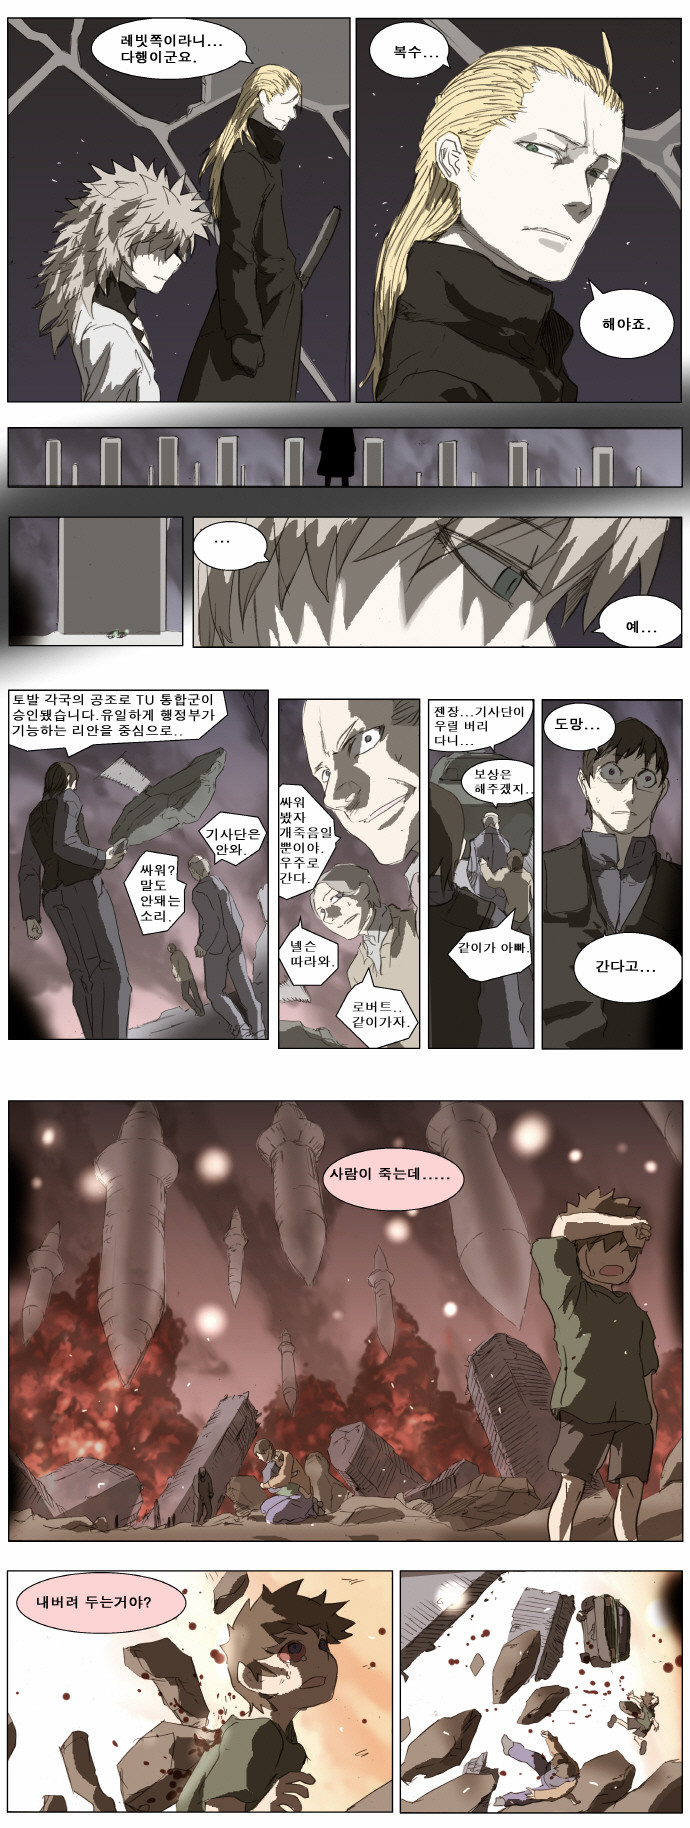 레빗쪽이라니...
다행이군요.
복수...
해야죠.
...
예...
토발 각국의 공조로 TU 통합군이
승인됐습니다.유일하게 행정부가
기능하는 리안을 중심으로..
기사단은
안와.
싸워?
말도
안돼는
소리.
싸워
봤자
개죽음일
뿐이야.
우주로
간다.
넬슨
따라와.
로버트..
같이가자.
젠장...기사단이
우릴 버리
다니...
보상은
해주겠지..
같이가 아빠.
도망...
간다고...
사람이 죽는데.....
내버려 두는거야?